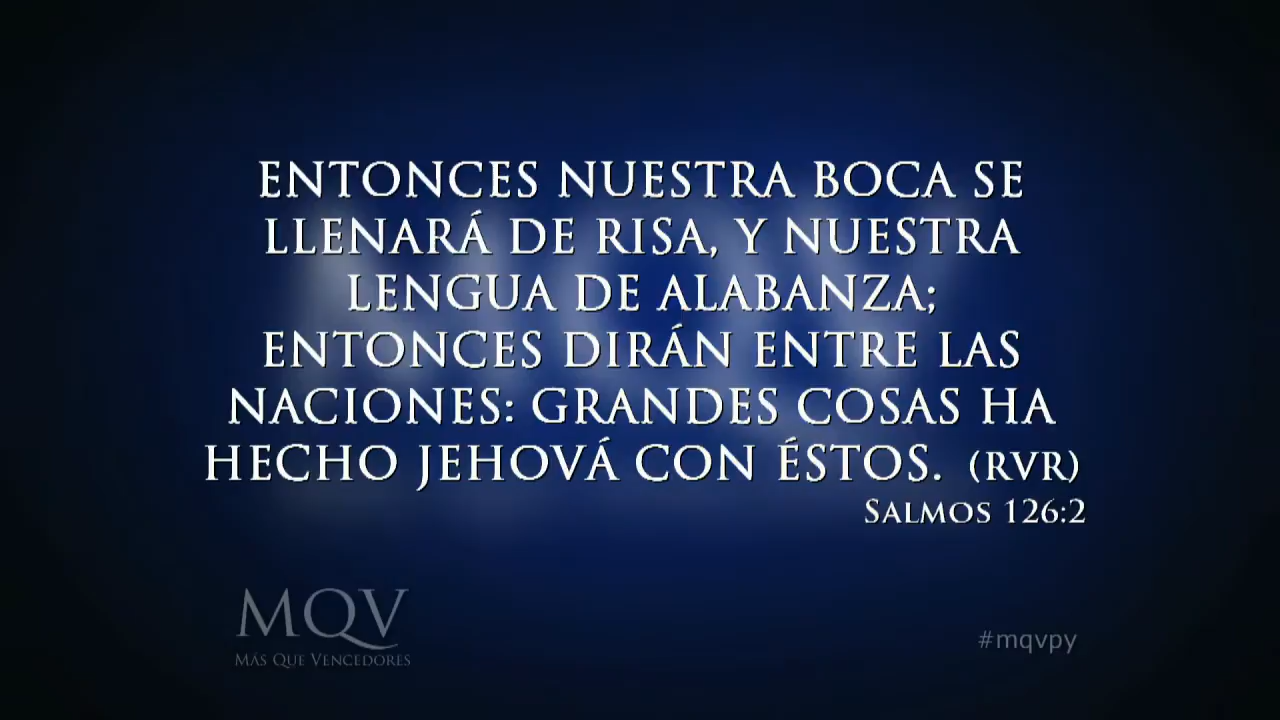 ENTONCES NUESTRA BOCA SE
LLENARÁ DE RISA, Y NUESTRA
LENGUA DE ALABANZA;
ENTONCES DIRÁN ENTRE LAS
NACIONES: GRANDES COSAS HA
HECHO JEHOVÁ CON ÉSTOS. (RVR)
SALMOS 126:2
MQV
MÁS QUE VENCEDORES
#mqvpy